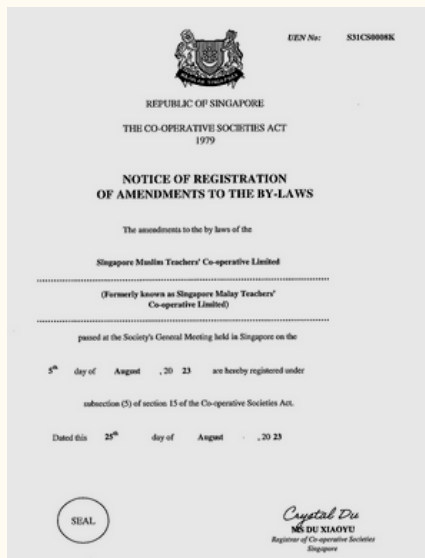 UEN No: S31CS0008K
REPUBLIC OF SINGAPORE
THE CO-OPERATIVE SOCIETIES ACT
1979
NOTICE OF REGISTRATION
OF AMENDMENTS TO THE BY-LAWS
The amendments to the by laws of the
Singapore Muslim Teachers' Co-operative Limited
(Formerly known as Singapore Malay Teachers'
Co-operative Limited)
passed at the Society's General Meeting held in Singapore on the
5th day of August , 20 23 are hereby registered under
subsection (5) of section 15 of the Co-operative Societies Act.
Dated this 25th day of August , 20 23
SEAL
Crystal Du
MS DU XIAOYU
Registrar of Co-operative Societies
Singapore